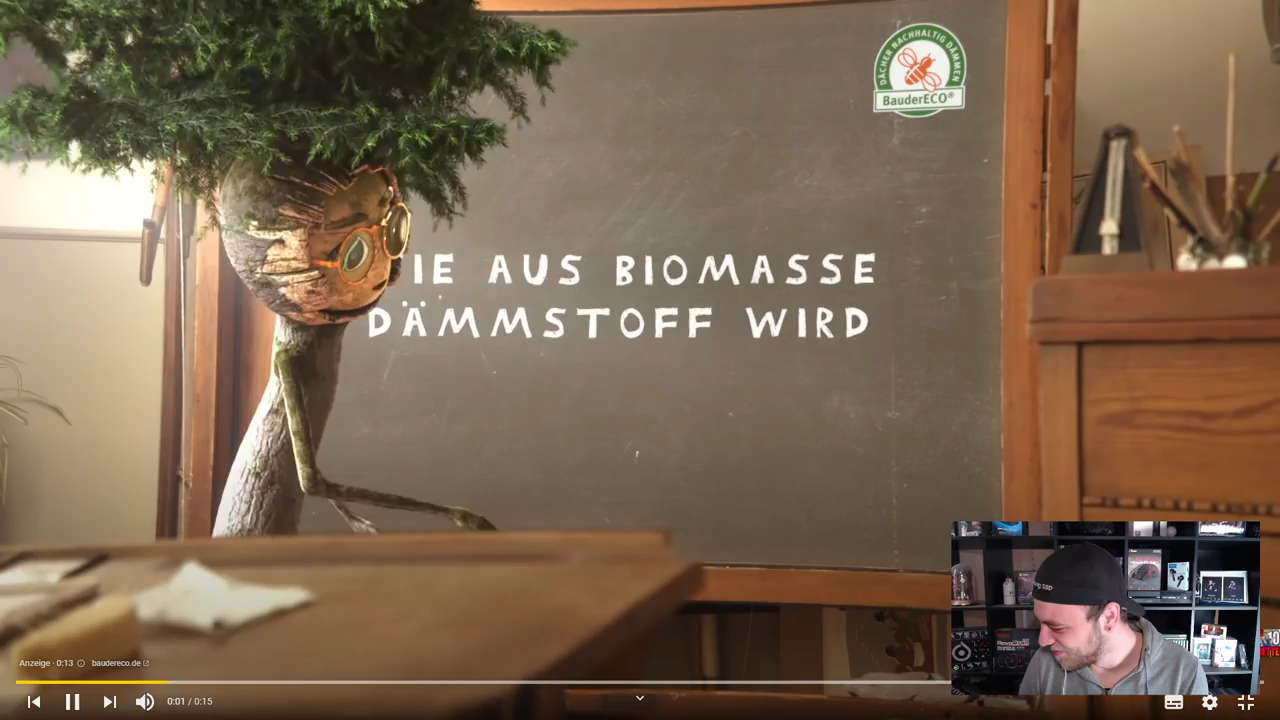 DÄCHER NACHHALTIG DÄMMEN
BauderECO®
IE AUS BIOMASSE
DÄMMSTOFF WIRD
Anzeige · 0:13
baudereco.de
0:01 / 0:15